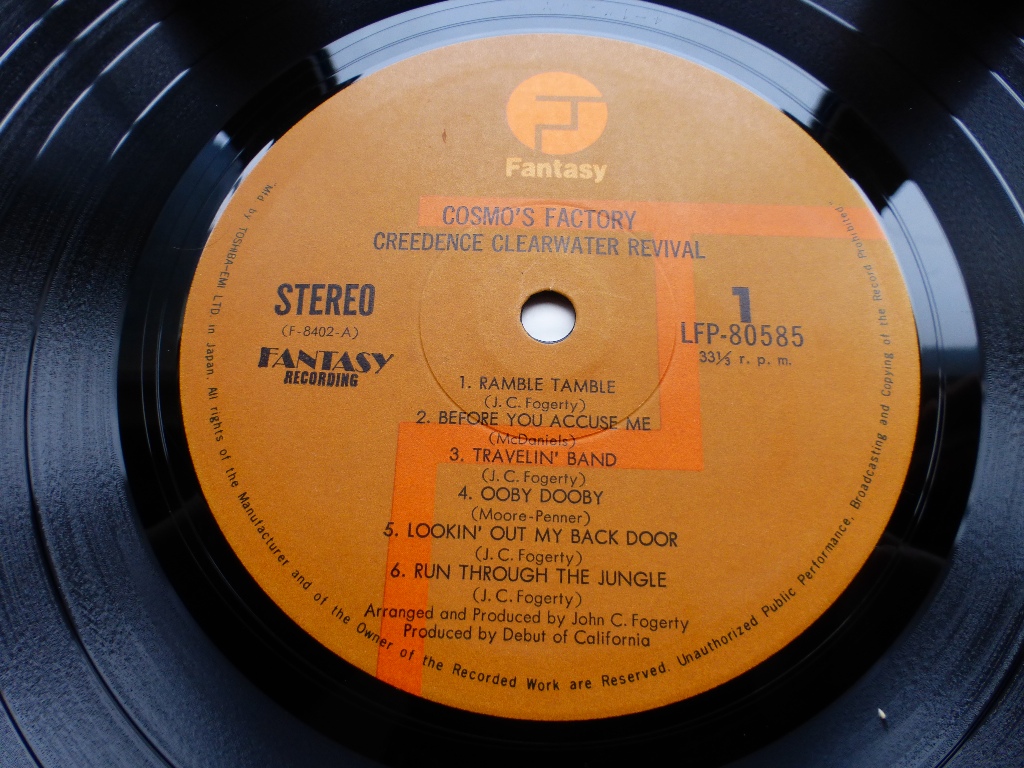 Fantasy
COSMO'S FACTORY
CREEDENCE CLEARWATER REVIVAL
STEREO
(F-8402-A)
FANTASY
RECORDING
1
LFP-80585
33⅓ r. p. m.
1. RAMBLE TAMBLE
(J. C. Fogerty)
2. BEFORE YOU ACCUSE ME
(McDaniels)
3. TRAVELIN' BAND
(J. C. Fogerty)
4. OOBY DOOBY
(Moore-Penner)
5. LOOKIN' OUT MY BACK DOOR
(J. C. Fogerty)
6. RUN THROUGH THE JUNGLE
(J. C. Fogerty)
Arranged and Produced by John C. Fogerty
Produced by Debut of California
"Mfd by TOSHIBA-EMI LTD in Japan. All rights of the Manufacturer and of the Owner of the Recorded Work are Reserved. Unauthorized Public Performance, Broadcasting and Copying of the Record Prohibited"